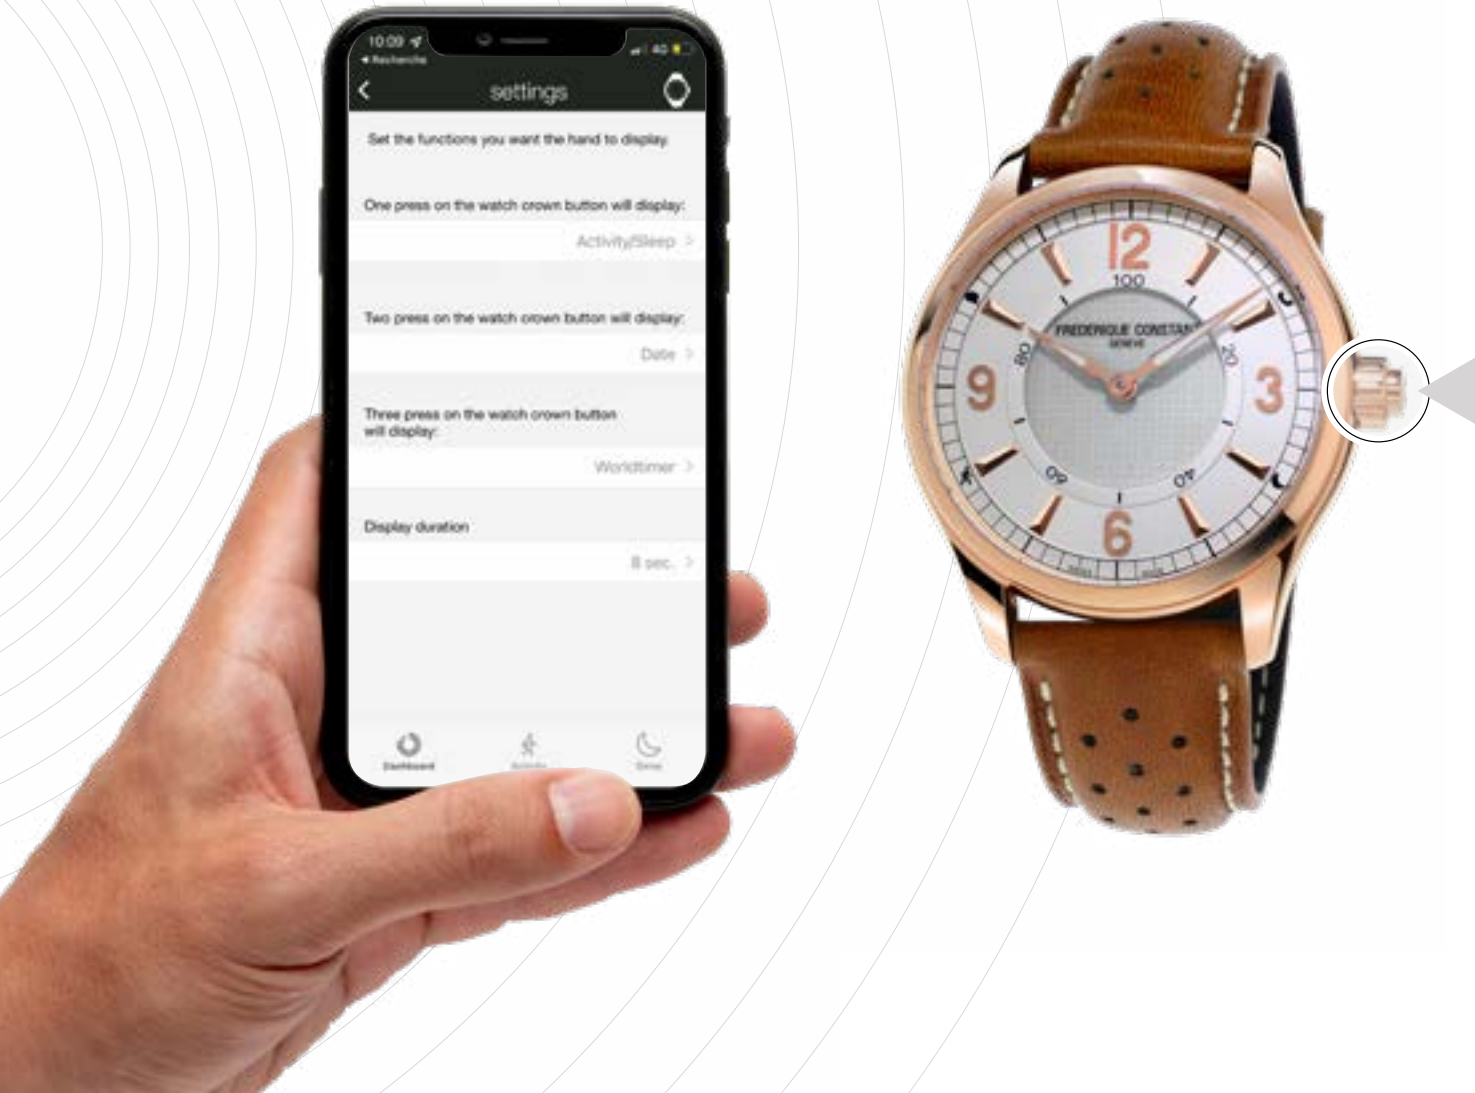 10:09
4G
◂ Recherche
settings
Set the functions you want the hand to display.
One press on the watch crown button will display:
Activity/Sleep >
Two press on the watch crown button will display:
Date >
Three press on the watch crown button
will display:
Worldtimer >
Display duration
8 sec. >
Dashboard
Activity
12
100
FREDERIQUE CONSTANT
GENEVE
80
20
9
3
60
40
6